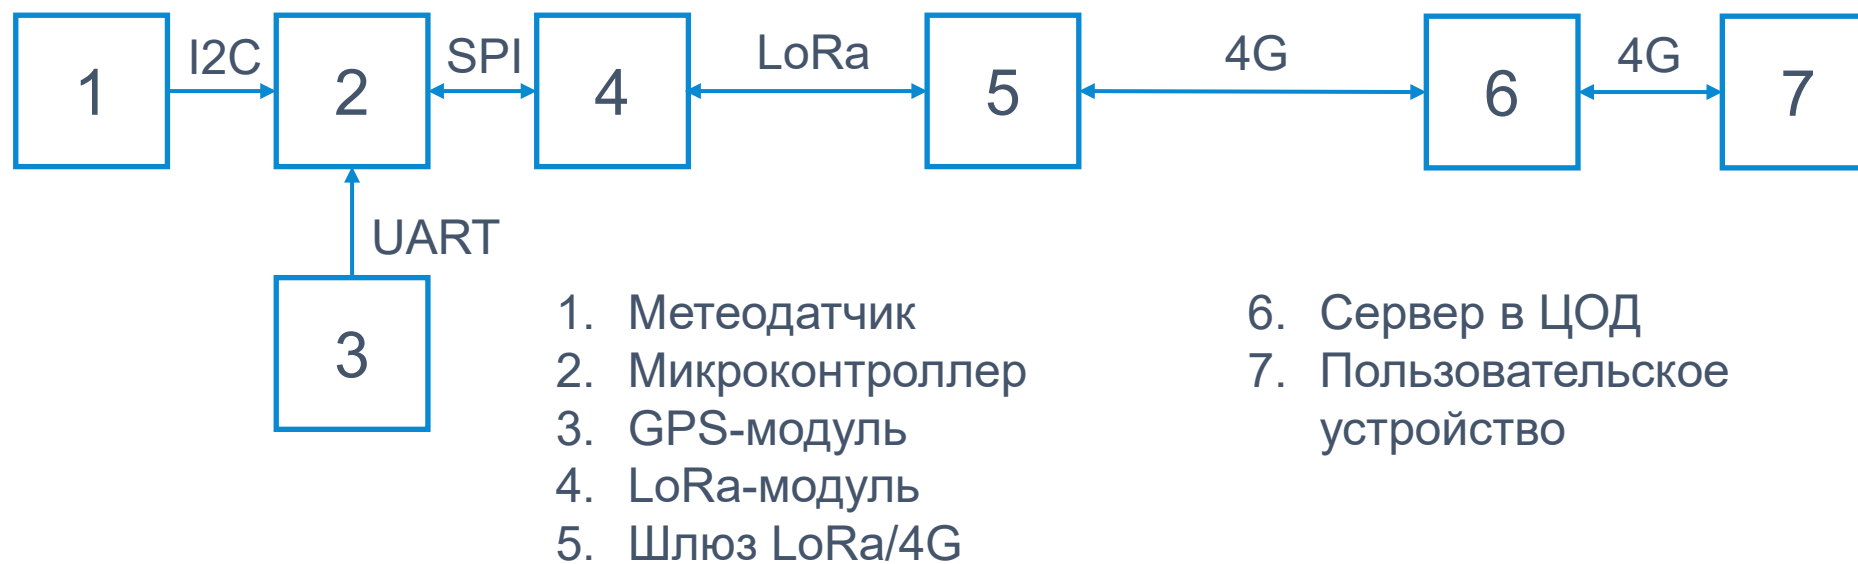 I2C
SPI
LoRa
4G
4G
1
2
4
5
6
7
UART
3
1. Метеодатчик
2. Микроконтроллер
3. GPS-модуль
4. LoRa-модуль
5. Шлюз LoRa/4G
6. Сервер в ЦОД
7. Пользовательское
устройство